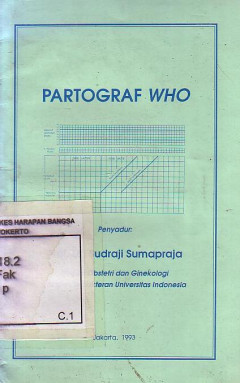 PARTOGRAF WHO
Penyadur:
udraji Sumapraja
bstetri dan Ginekologi
teran Universitas Indonesia
KES HARAPAN BANGSA
WOKERTO
18.2
Fak
p
C.1
Jakarta, 1993